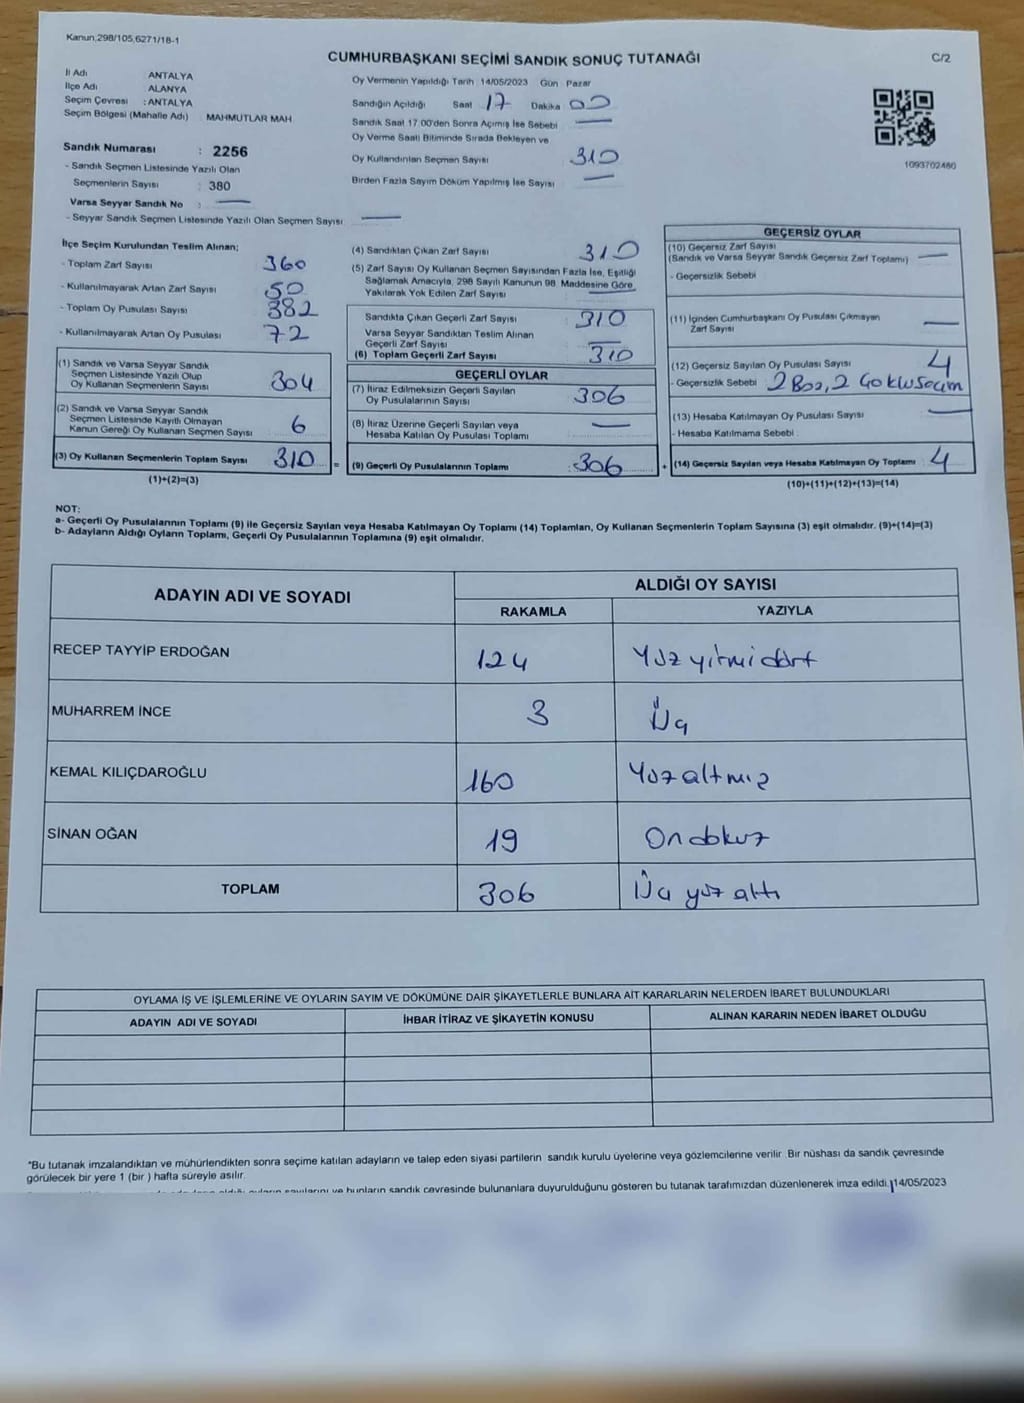 Kanun;298/105,6271/18-1
CUMHURBAŞKANI SEÇİMİ SANDIK SONUÇ TUTANAĞI
C/2
İl Adı ANTALYA
İlçe Adı ALANYA
Seçim Çevresi : ANTALYA
Seçim Bölgesi (Mahalle Adı) MAHMUTLAR MAH
Sandık Numarası : 2256
- Sandık Seçmen Listesinde Yazılı Olan
Seçmenlerin Sayısı : 380
Varsa Seyyar Sandık No : —
- Seyyar Sandık Seçmen Listesinde Yazılı Olan Seçmen Sayısı —
Oy Vermenin Yapıldığı Tarih 14/05/2023 Gün Pazar
Sandığın Açıldığı Saat 17 Dakika 00
Sandık Saat 17.00'den Sonra Açımış İse Sebebi —
Oy Verme Saati Bitiminde Sırada Bekleyen ve
Oy Kullandırılan Seçmen Sayısı 310
Birden Fazla Sayım Döküm Yapılmış İse Sayısı —
1093702480
İlçe Seçim Kurulundan Teslim Alınan;
- Toplam Zarf Sayısı 360
- Kullanılmayarak Artan Zarf Sayısı 50
- Toplam Oy Pusulası Sayısı 382
- Kullanılmayarak Artan Oy Pusulası 72
(1) Sandık ve Varsa Seyyar Sandık
Seçmen Listesinde Yazılı Olup
Oy Kullanan Seçmenlerin Sayısı 304
(2) Sandık ve Varsa Seyyar Sandık
Seçmen Listesinde Kayıtlı Olmayan
Kanun Gereği Oy Kullanan Seçmen Sayısı 6
(3) Oy Kullanan Seçmenlerin Toplam Sayısı 310
(1)+(2)=(3)
(4) Sandıktan Çıkan Zarf Sayısı 310
(5) Zarf Sayısı Oy Kullanan Seçmen Sayısından Fazla İse, Eşitliği
Sağlamak Amacıyla, 298 Sayılı Kanunun 98. Maddesine Göre
Yakılarak Yok Edilen Zarf Sayısı —
Sandıkta Çıkan Geçerli Zarf Sayısı 310
Varsa Seyyar Sandıktan Teslim Alınan
Geçerli Zarf Sayısı —
(6) Toplam Geçerli Zarf Sayısı 310
GEÇERLİ OYLAR
(7) İtiraz Edilmeksizin Geçerli Sayılan
Oy Pusulalarının Sayısı 306
(8) İtiraz Üzerine Geçerli Sayılan veya
Hesaba Katılan Oy Pusulası Toplamı —
= (9) Geçerli Oy Pusulalarının Toplamı : 306
GEÇERSİZ OYLAR
(10) Geçersiz Zarf Sayısı
(Sandık ve Varsa Seyyar Sandık Geçersiz Zarf Toplamı) —
- Geçersizlik Sebebi
(11) İçinden Cumhurbaşkanı Oy Pusulası Çıkmayan
Zarf Sayısı —
(12) Geçersiz Sayılan Oy Pusulası Sayısı 4
- Geçersizlik Sebebi 2 Boş, 2 Çoklu Seçim
(13) Hesaba Katılmayan Oy Pusulası Sayısı —
- Hesaba Katılmama Sebebi
+ (14) Geçersiz Sayılan veya Hesaba Katılmayan Oy Toplamı 4
(10)+(11)+(12)+(13)=(14)
NOT:
a- Geçerli Oy Pusulalarının Toplamı (9) ile Geçersiz Sayılan veya Hesaba Katılmayan Oy Toplamı (14) Toplamları, Oy Kullanan Seçmenlerin Toplam Sayısına (3) eşit olmalıdır. (9)+(14)=(3)
b- Adayların Aldığı Oyların Toplamı, Geçerli Oy Pusulalarının Toplamına (9) eşit olmalıdır.
ADAYIN ADI VE SOYADI
ALDIĞI OY SAYISI
RAKAMLA YAZIYLA
RECEP TAYYİP ERDOĞAN 124 Yüz yirmi dört
MUHARREM İNCE 3 Üç
KEMAL KILIÇDAROĞLU 160 Yüz altmış
SİNAN OĞAN 19 On dokuz
TOPLAM 306 Üç yüz altı
OYLAMA İŞ VE İŞLEMLERİNE VE OYLARIN SAYIM VE DÖKÜMÜNE DAİR ŞİKAYETLERLE BUNLARA AİT KARARLARIN NELERDEN İBARET BULUNDUKLARI
ADAYIN ADI VE SOYADI İHBAR İTİRAZ VE ŞİKAYETİN KONUSU ALINAN KARARIN NEDEN İBARET OLDUĞU
*Bu tutanak imzalandıktan ve mühürlendikten sonra seçime katılan adayların ve talep eden siyasi partilerin sandık kurulu üyelerine veya gözlemcilerine verilir. Bir nüshası da sandık çevresinde
görülecek bir yere 1 (bir ) hafta süreyle asılır.
aldığı oyların sayılarını ve bunların sandık çevresinde bulunanlara duyurulduğunu gösteren bu tutanak tarafımızdan düzenlenerek imza edildi. 14/05/2023